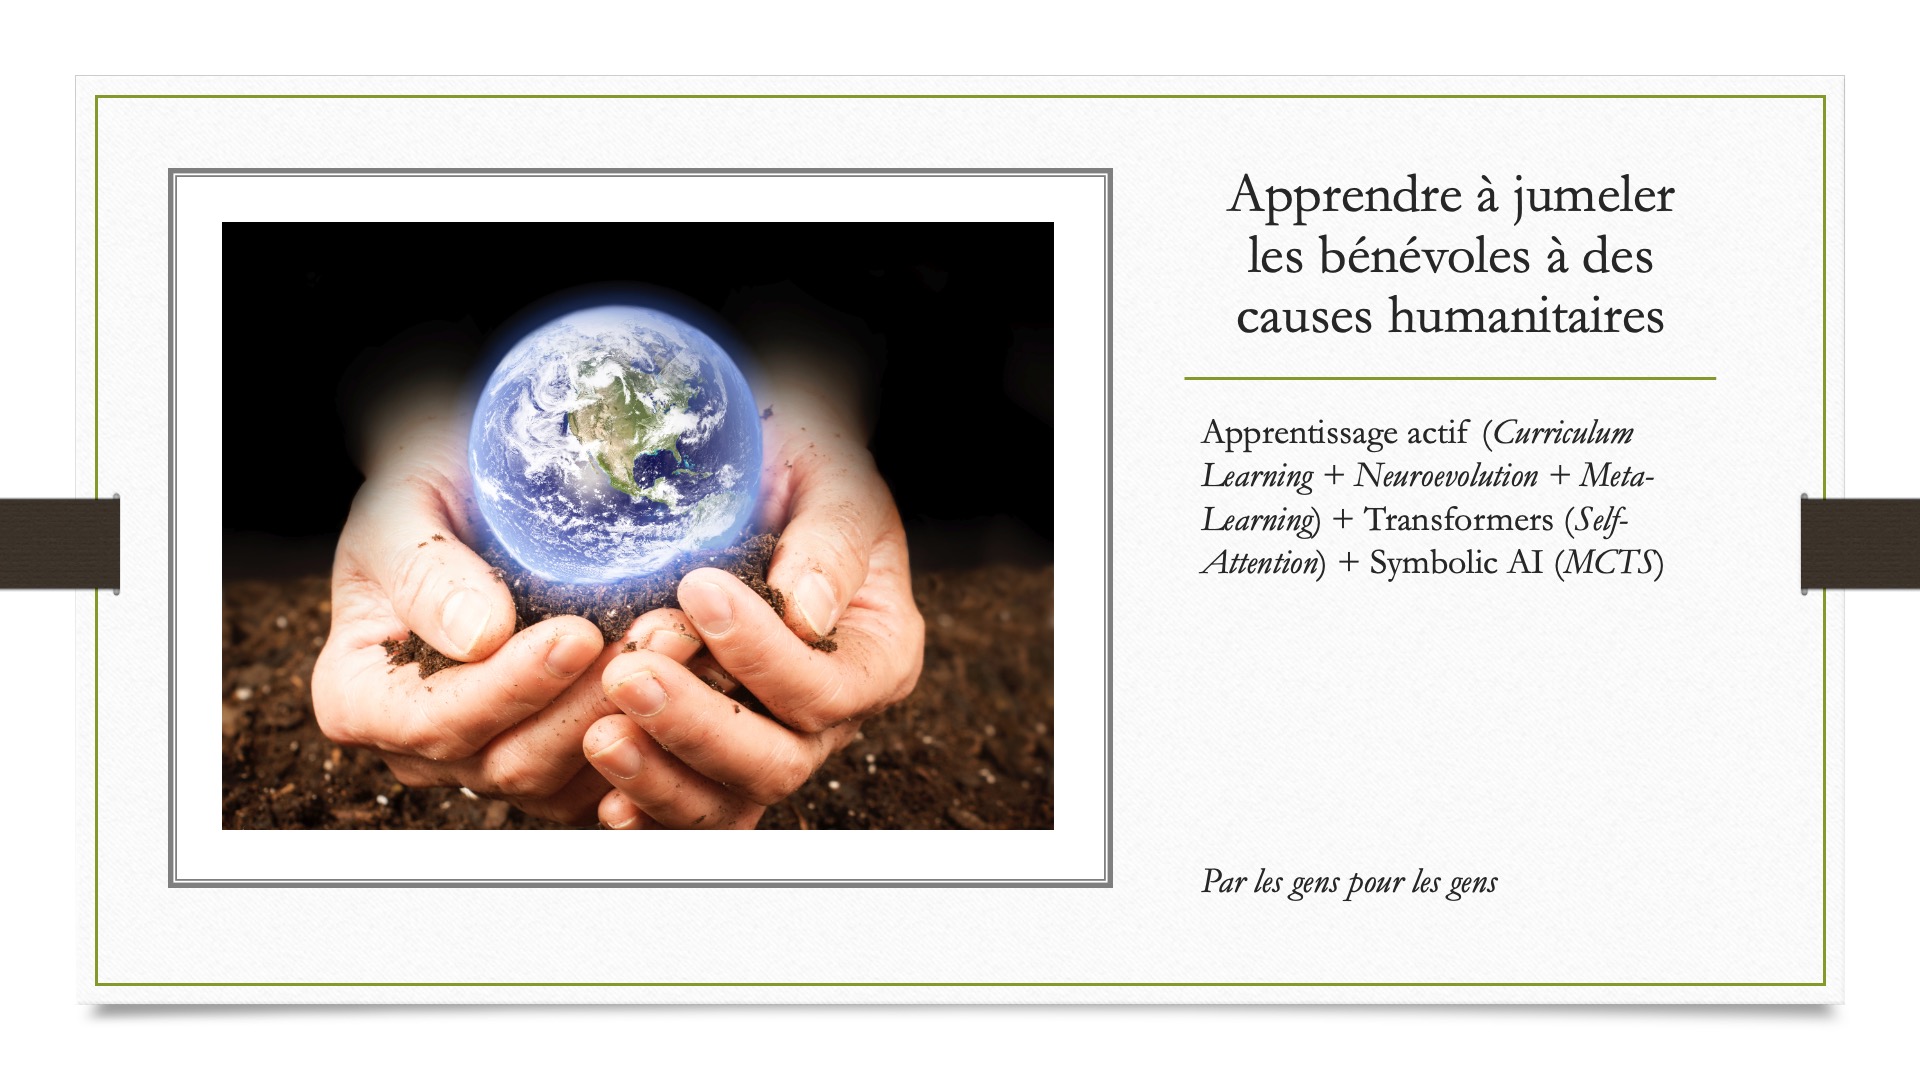 Apprendre à jumeler
les bénévoles à des
causes humanitaires
Apprentissage actif (Curriculum
Learning + Neuroevolution + Meta-
Learning) + Transformers (Self-
Attention) + Symbolic AI (MCTS)
Par les gens pour les gens